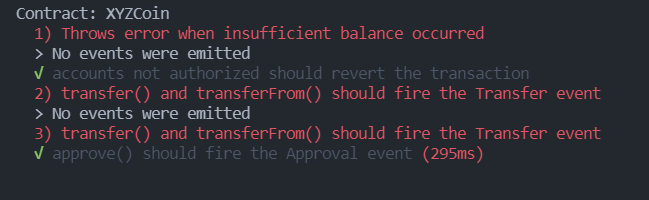 Contract: XYZCoin
1) Throws error when insufficient balance occurred
> No events were emitted
√ accounts not authorized should revert the transaction
2) transfer() and transferFrom() should fire the Transfer event
> No events were emitted
3) transfer() and transferFrom() should fire the Transfer event
√ approve() should fire the Approval event (295ms)